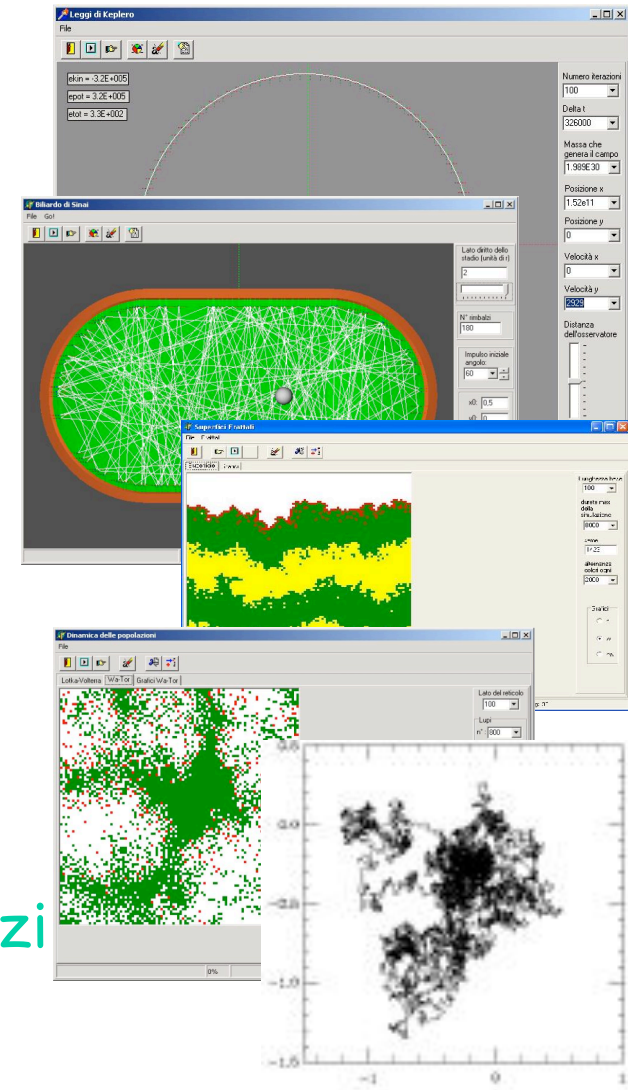 Leggi di Keplero
File
ekin = -3.2E+005
epot = 3.2E+005
etot = 3.3E+002
Numero iterazioni
100
Delta t
326000
Massa che
genera il campo
1.989E30
Posizione x
1.52e11
Posizione y
0
Velocità x
0
Velocità y
2929
Distanza
dell'osservatore
Biliardo di Sinai
File Go!
Lato diritto dello
stadio (unità di r)
2
N° rimbalzi
180
Impulso iniziale
angolo:
60
x0: 0.5
0
Superfici Frattali
File
Superficie
Lunghezza base
100
durata max
della
simulazione
8000
alternanza
colori ogni
2000
Grafici
Dinamica delle popolazioni
File
Lotka-Volterra Wa-Tor Grafici Wa-Tor
Lato del reticolo
100
Lupi
n°: 800
0%
zi
0.5
0.0
-1.0
-1.5
-1 0 1